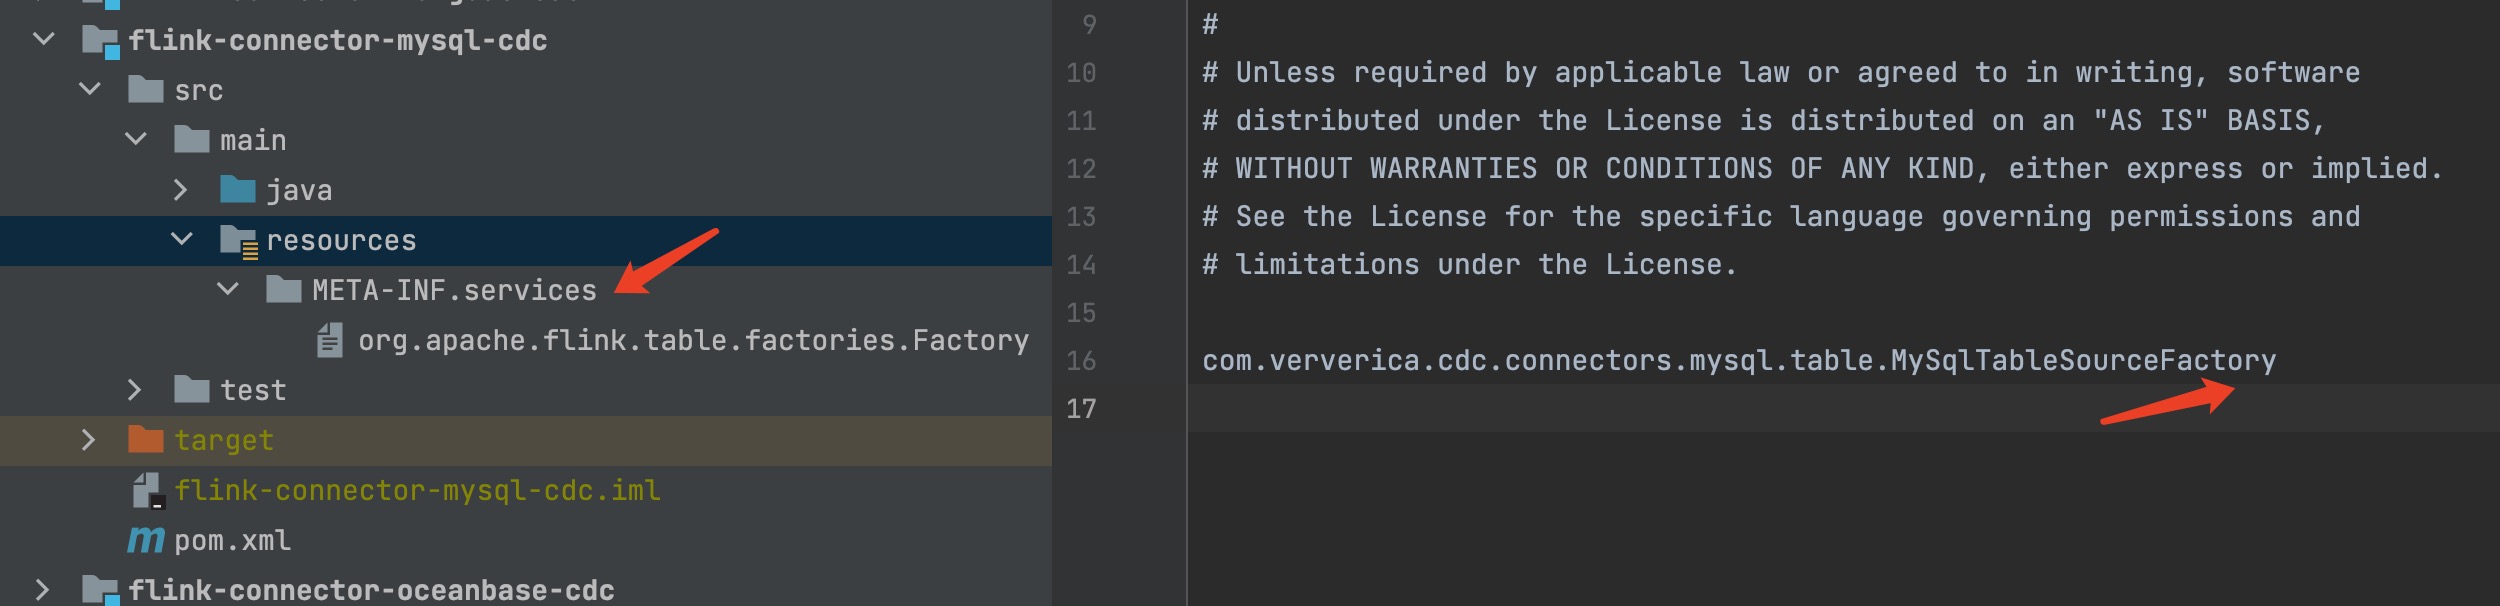 flink-connector-mysql-cdc
src
main
java
resources
META-INF.services
org.apache.flink.table.factories.Factory
test
target
flink-connector-mysql-cdc.iml
pom.xml
flink-connector-oceanbase-cdc
9 #
10 # Unless required by applicable law or agreed to in writing, software
11 # distributed under the License is distributed on an "AS IS" BASIS,
12 # WITHOUT WARRANTIES OR CONDITIONS OF ANY KIND, either express or implied.
13 # See the License for the specific language governing permissions and
14 # limitations under the License.
15
16 com.ververica.cdc.connectors.mysql.table.MySqlTableSourceFactory
17